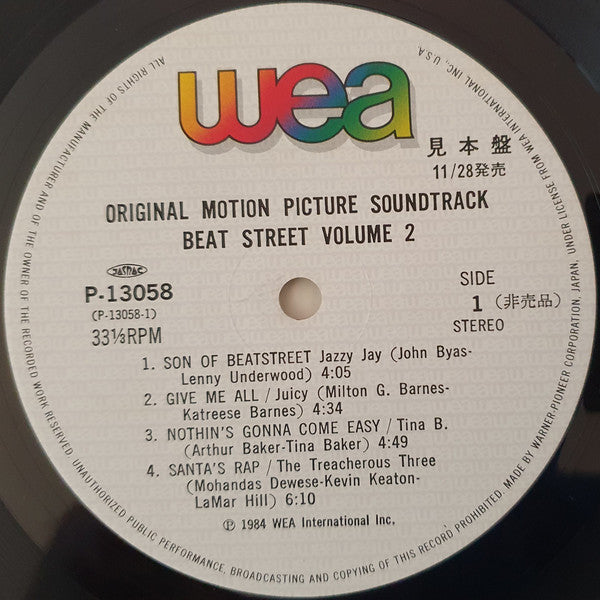 wea
見本盤
11/28発売
ORIGINAL MOTION PICTURE SOUNDTRACK
BEAT STREET VOLUME 2
JASRAC
P-13058
(P-13058-1)
33⅓RPM
SIDE
1 (非売品)
STEREO
1. SON OF BEATSTREET Jazzy Jay (John Byas-
Lenny Underwood) 4:05
2. GIVE ME ALL / Juicy (Milton G. Barnes-
Katreese Barnes) 4:34
3. NOTHIN'S GONNA COME EASY / Tina B.
(Arthur Baker-Tina Baker) 4:49
4. SANTA'S RAP / The Treacherous Three
(Mohandas Dewese-Kevin Keaton-
LaMar Hill) 6:10
℗ 1984 WEA International Inc.
ALL RIGHTS OF THE MANUFACTURER AND OF THE OWNER OF THE RECORDED WORK RESERVED. UNAUTHORIZED PUBLIC PERFORMANCE, BROADCASTING AND COPYING OF THIS RECORD PROHIBITED. MADE BY WARNER-PIONEER CORPORATION, JAPAN, UNDER LICENSE FROM WEA INTERNATIONAL, INC., U.S.A.